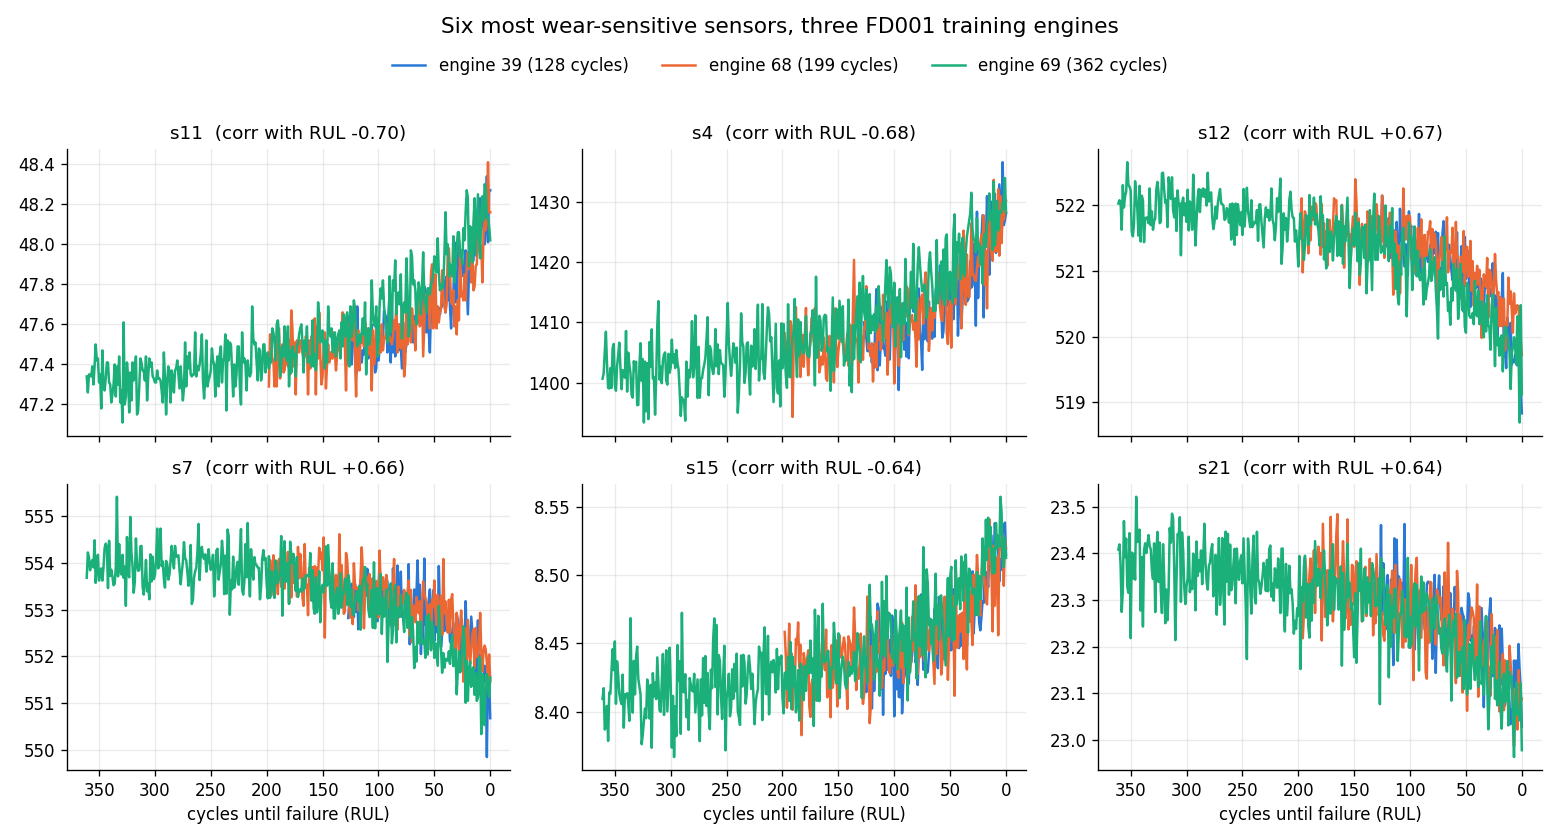 Six most wear-sensitive sensors, three FD001 training engines
engine 39 (128 cycles) engine 68 (199 cycles) engine 69 (362 cycles)
s11 (corr with RUL -0.70)
48.4
48.2
48.0
47.8
47.6
47.4
47.2
s4 (corr with RUL -0.68)
1430
1420
1410
1400
s12 (corr with RUL +0.67)
522
521
520
519
s7 (corr with RUL +0.66)
555
554
553
552
551
550
350 300 250 200 150 100 50 0
cycles until failure (RUL)
s15 (corr with RUL -0.64)
8.55
8.50
8.45
8.40
350 300 250 200 150 100 50 0
cycles until failure (RUL)
s21 (corr with RUL +0.64)
23.5
23.4
23.3
23.2
23.1
23.0
350 300 250 200 150 100 50 0
cycles until failure (RUL)